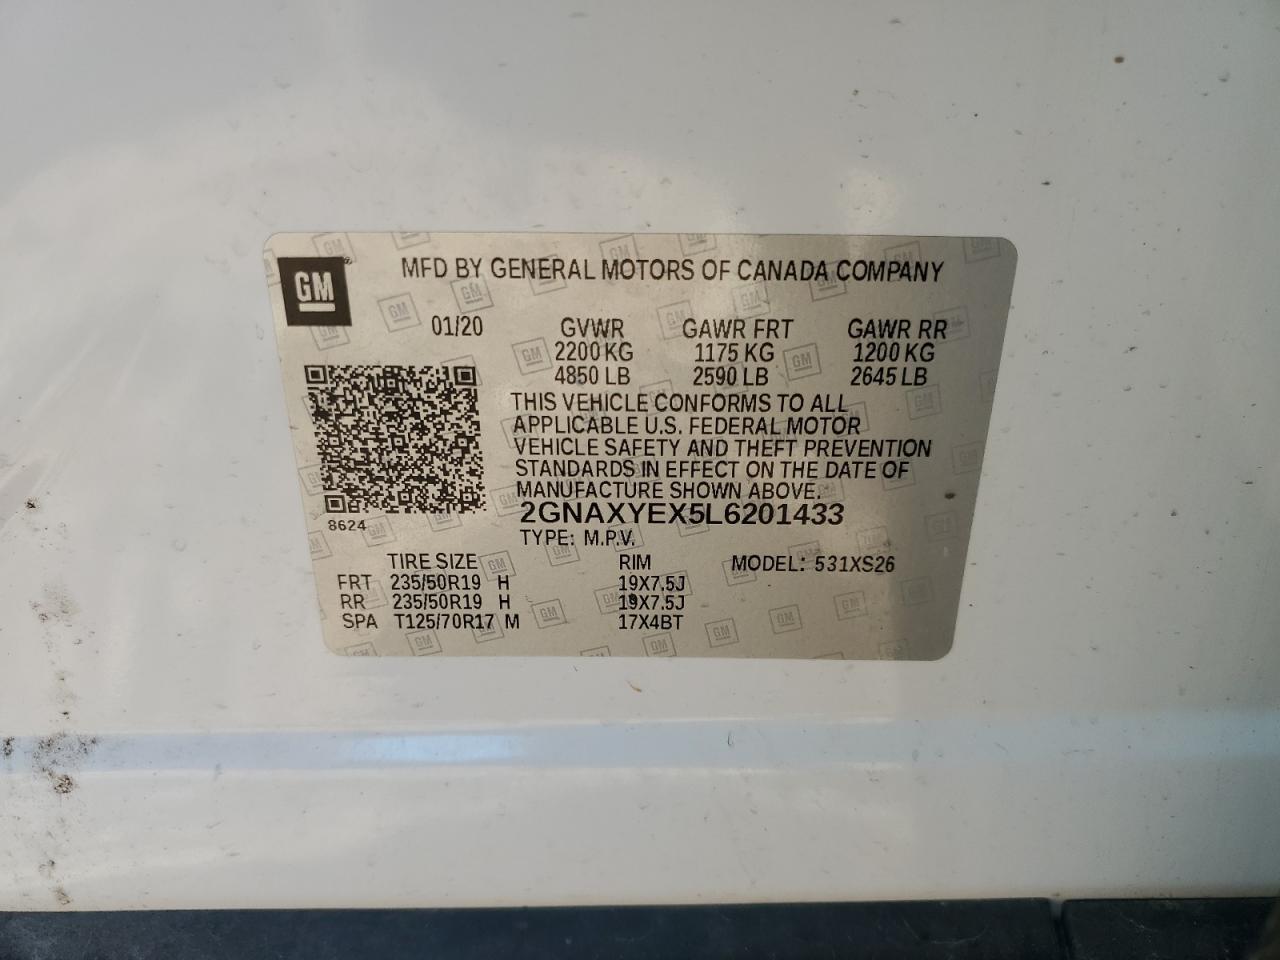 GM
MFD BY GENERAL MOTORS OF CANADA COMPANY
01/20 GVWR GAWR FRT GAWR RR
2200 KG 1175 KG 1200 KG
4850 LB 2590 LB 2645 LB
THIS VEHICLE CONFORMS TO ALL
APPLICABLE U.S. FEDERAL MOTOR
VEHICLE SAFETY AND THEFT PREVENTION
STANDARDS IN EFFECT ON THE DATE OF
MANUFACTURE SHOWN ABOVE.
8624
2GNAXYEX5L6201433
TYPE: M.P.V.
TIRE SIZE RIM MODEL: 531XS26
FRT 235/50R19 H 19X7.5J
RR 235/50R19 H 19X7.5J
SPA T125/70R17 M 17X4BT